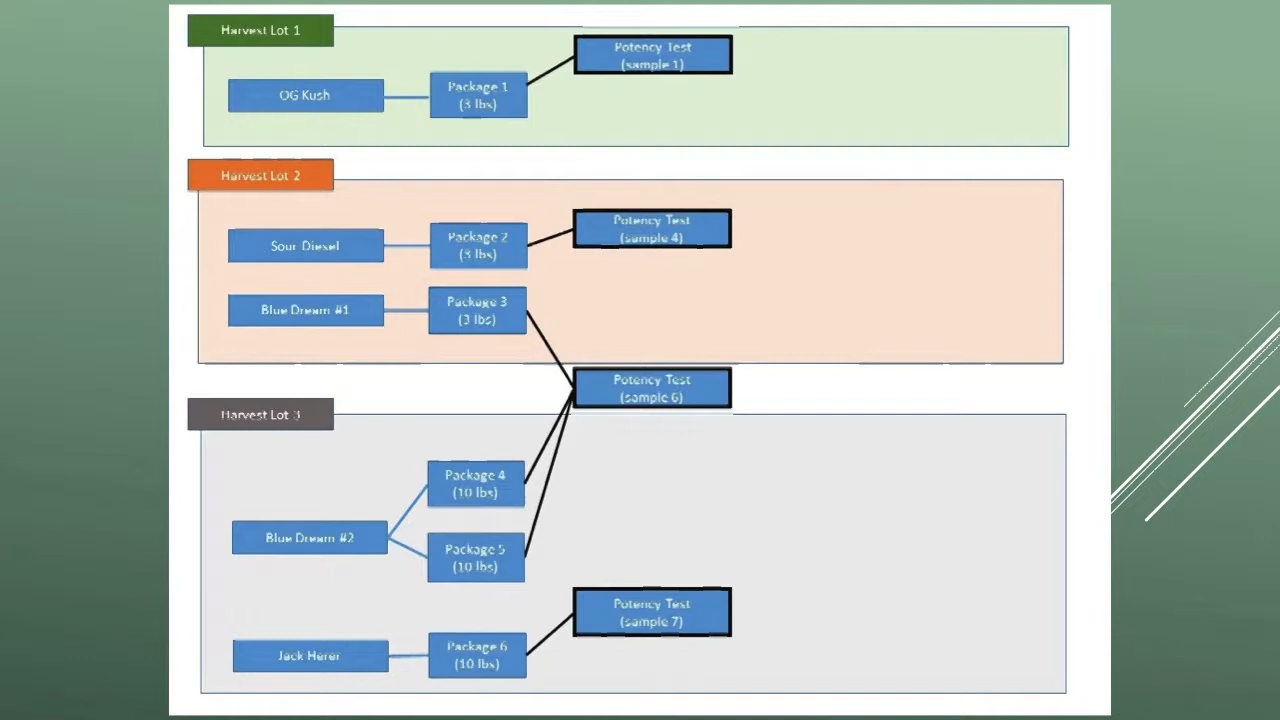 Harvest Lot 1
Potency Test
(sample 1)
OG Kush
Package 1
(3 lbs)
Harvest Lot 2
Potency Test
(sample 4)
Sour Diesel
Package 2
(3 lbs)
Blue Dream #1
Package 3
(3 lbs)
Potency Test
(sample 6)
Harvest Lot 3
Package 4
(10 lbs)
Blue Dream #2
Package 5
(10 lbs)
Potency Test
(sample 7)
Jack Herer
Package 6
(10 lbs)